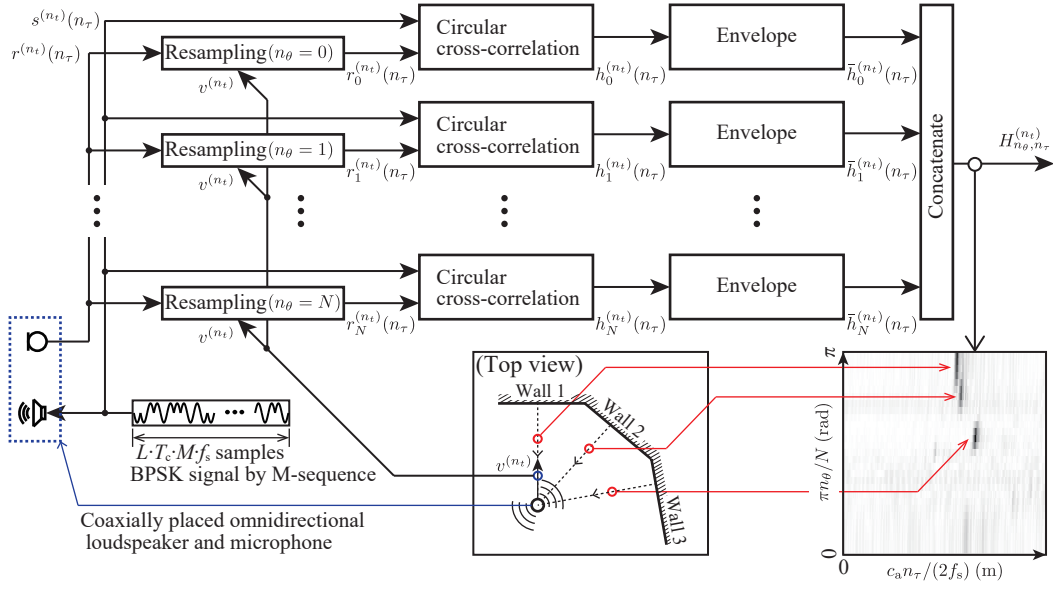 s^{(n_t)}(n_τ)
r^{(n_t)}(n_τ)
Resampling(n_θ = 0)
v^{(n_t)}
r_0^{(n_t)}(n_τ)
Circular
cross-correlation
h_0^{(n_t)}(n_τ)
Envelope
h̄_0^{(n_t)}(n_τ)
Resampling(n_θ = 1)
v^{(n_t)}
r_1^{(n_t)}(n_τ)
Circular
cross-correlation
h_1^{(n_t)}(n_τ)
Envelope
h̄_1^{(n_t)}(n_τ)
Concatenate
H_{n_θ,n_τ}^{(n_t)}
Resampling(n_θ = N)
v^{(n_t)}
r_N^{(n_t)}(n_τ)
Circular
cross-correlation
h_N^{(n_t)}(n_τ)
Envelope
h̄_N^{(n_t)}(n_τ)
L·T_c·M·f_s samples
BPSK signal by M-sequence
Coaxially placed omnidirectional
loudspeaker and microphone
(Top view)
Wall 1
Wall 2
Wall 3
v^{(n_t)}
π
πn_θ/N (rad)
0
0
c_a n_τ/(2f_s) (m)